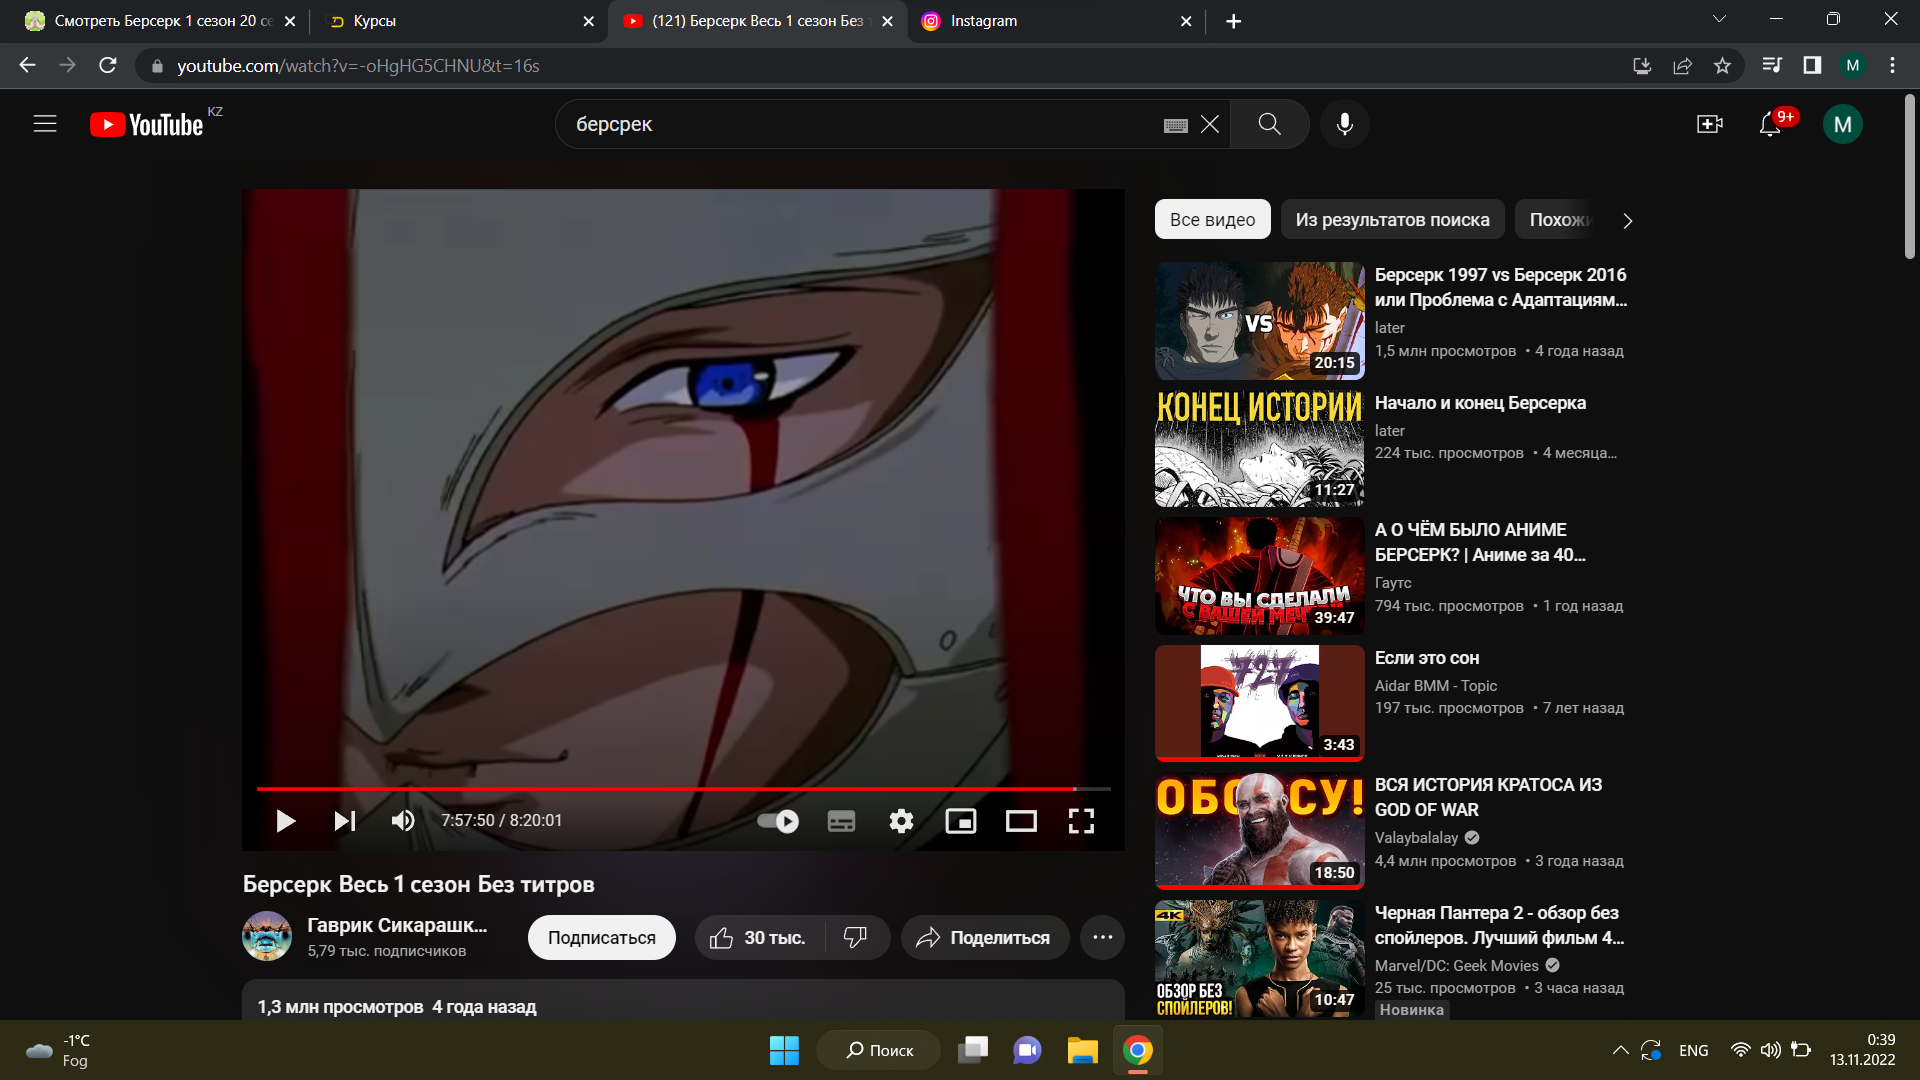 Смотреть Берсерк 1 сезон 20 се
Курсы
(121) Берсерк Весь 1 сезон Без т
Instagram
youtube.com/watch?v=-oHgHG5CHNU&t=16s
M
YouTube KZ
берсрек
9+
M
Все видео
Из результатов поиска
Похожи
VS
20:15
Берсерк 1997 vs Берсерк 2016
или Проблема с Адаптациям...
later
1,5 млн просмотров • 4 года назад
КОНЕЦ ИСТОРИИ
11:27
Начало и конец Берсерка
later
224 тыс. просмотров • 4 месяца...
ЧТО ВЫ СДЕЛАЛИ
С ВАШЕЙ МЕЧ
39:47
А О ЧЁМ БЫЛО АНИМЕ
БЕРСЕРК? | Аниме за 40...
Гаутс
794 тыс. просмотров • 1 год назад
727
3:43
Если это сон
Aidar BMM - Topic
197 тыс. просмотров • 7 лет назад
ОБО СУ!
18:50
ВСЯ ИСТОРИЯ КРАТОСА ИЗ
GOD OF WAR
Valaybalalay
4,4 млн просмотров • 3 года назад
4K
ОБЗОР БЕЗ
СПОЙЛЕРОВ!
10:47
Черная Пантера 2 - обзор без
спойлеров. Лучший фильм 4...
Marvel/DC: Geek Movies
25 тыс. просмотров • 3 часа назад
Новинка
7:57:50 / 8:20:01
Берсерк Весь 1 сезон Без титров
Гаврик Сикарашк...
5,79 тыс. подписчиков
Подписаться
30 тыс.
Поделиться
1,3 млн просмотров 4 года назад
-1°C
Fog
Поиск
ENG
0:39
13.11.2022